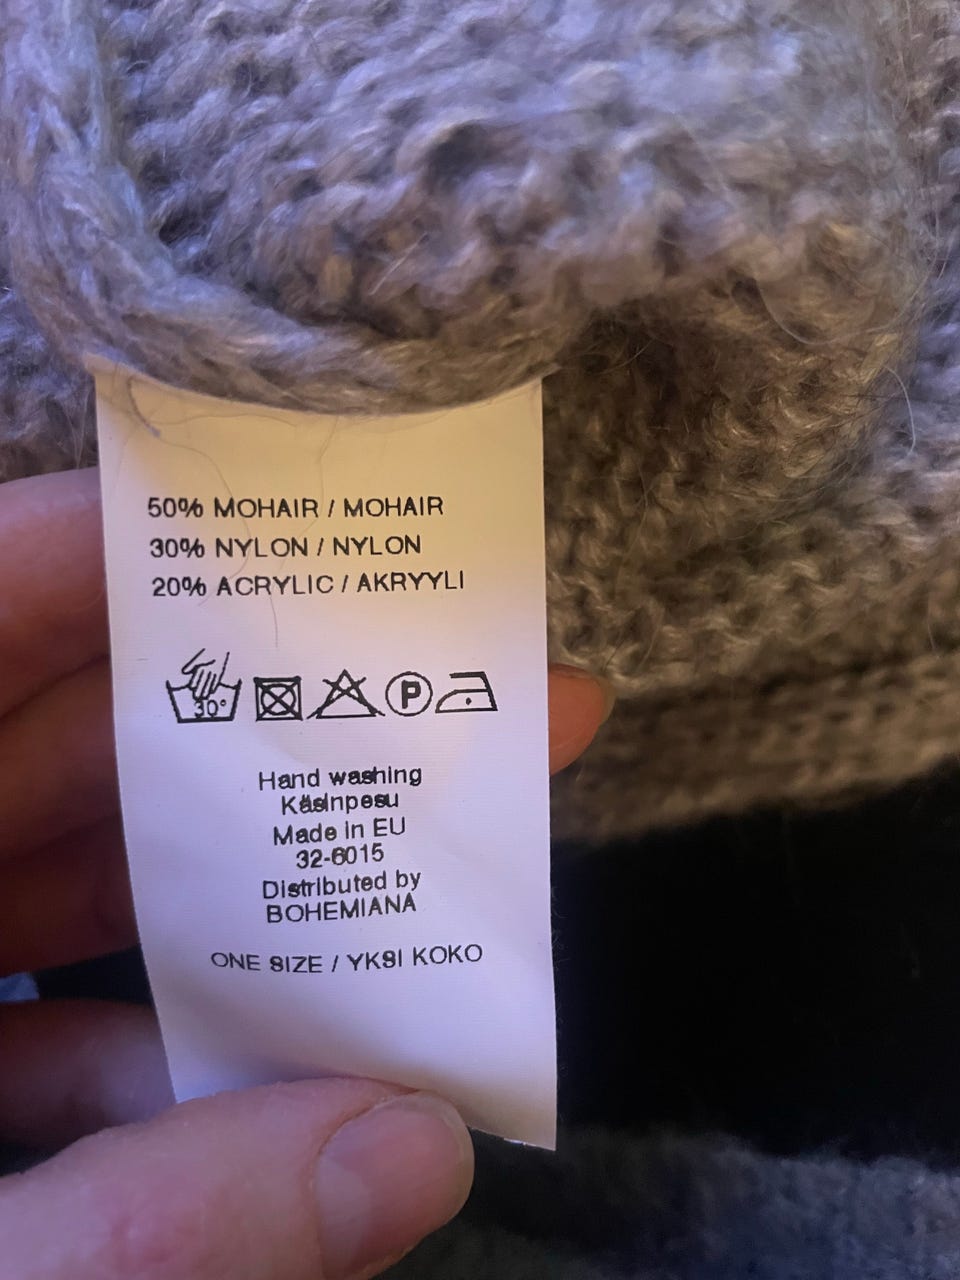 50% MOHAIR / MOHAIR
30% NYLON / NYLON
20% ACRYLIC / AKRYYLI
30°
P
Hand washing
Käsinpesu
Made in EU
32-6015
Distributed by
BOHEMIANA
ONE SIZE / YKSI KOKO